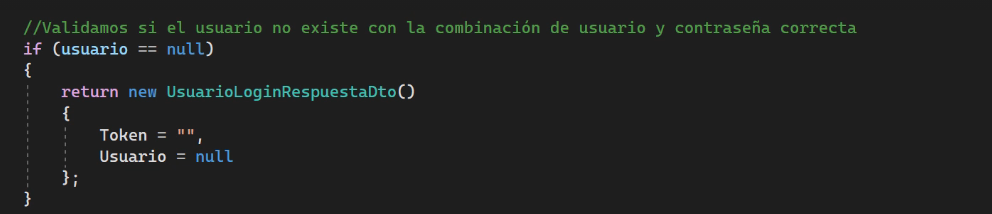 //Validamos si el usuario no existe con la combinación de usuario y contraseña correcta
if (usuario == null)
{
    return new UsuarioLoginRespuestaDto()
    {
        Token = "",
        Usuario = null
    };
}